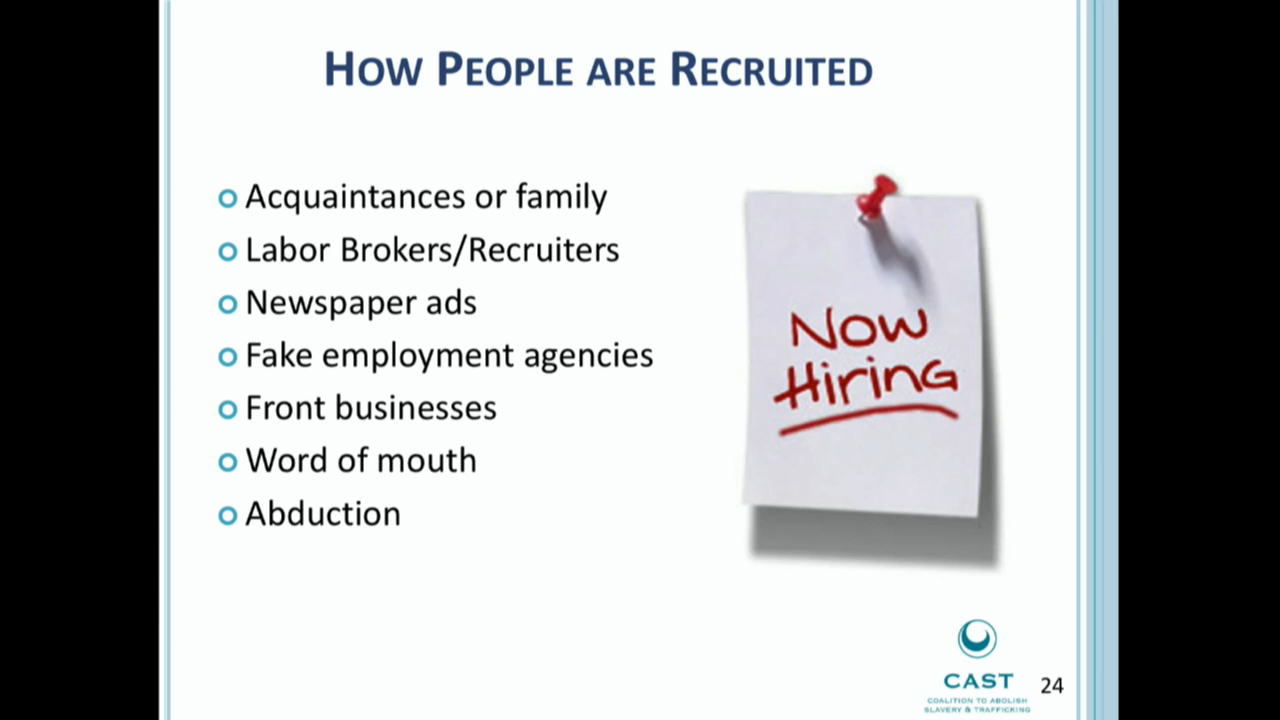 HOW PEOPLE ARE RECRUITED
Acquaintances or family
Labor Brokers/Recruiters
Newspaper ads
Fake employment agencies
Front businesses
Word of mouth
Abduction
NOW
HiriNG
CAST
COALITION TO ABOLISH
SLAVERY & TRAFFICKING
24